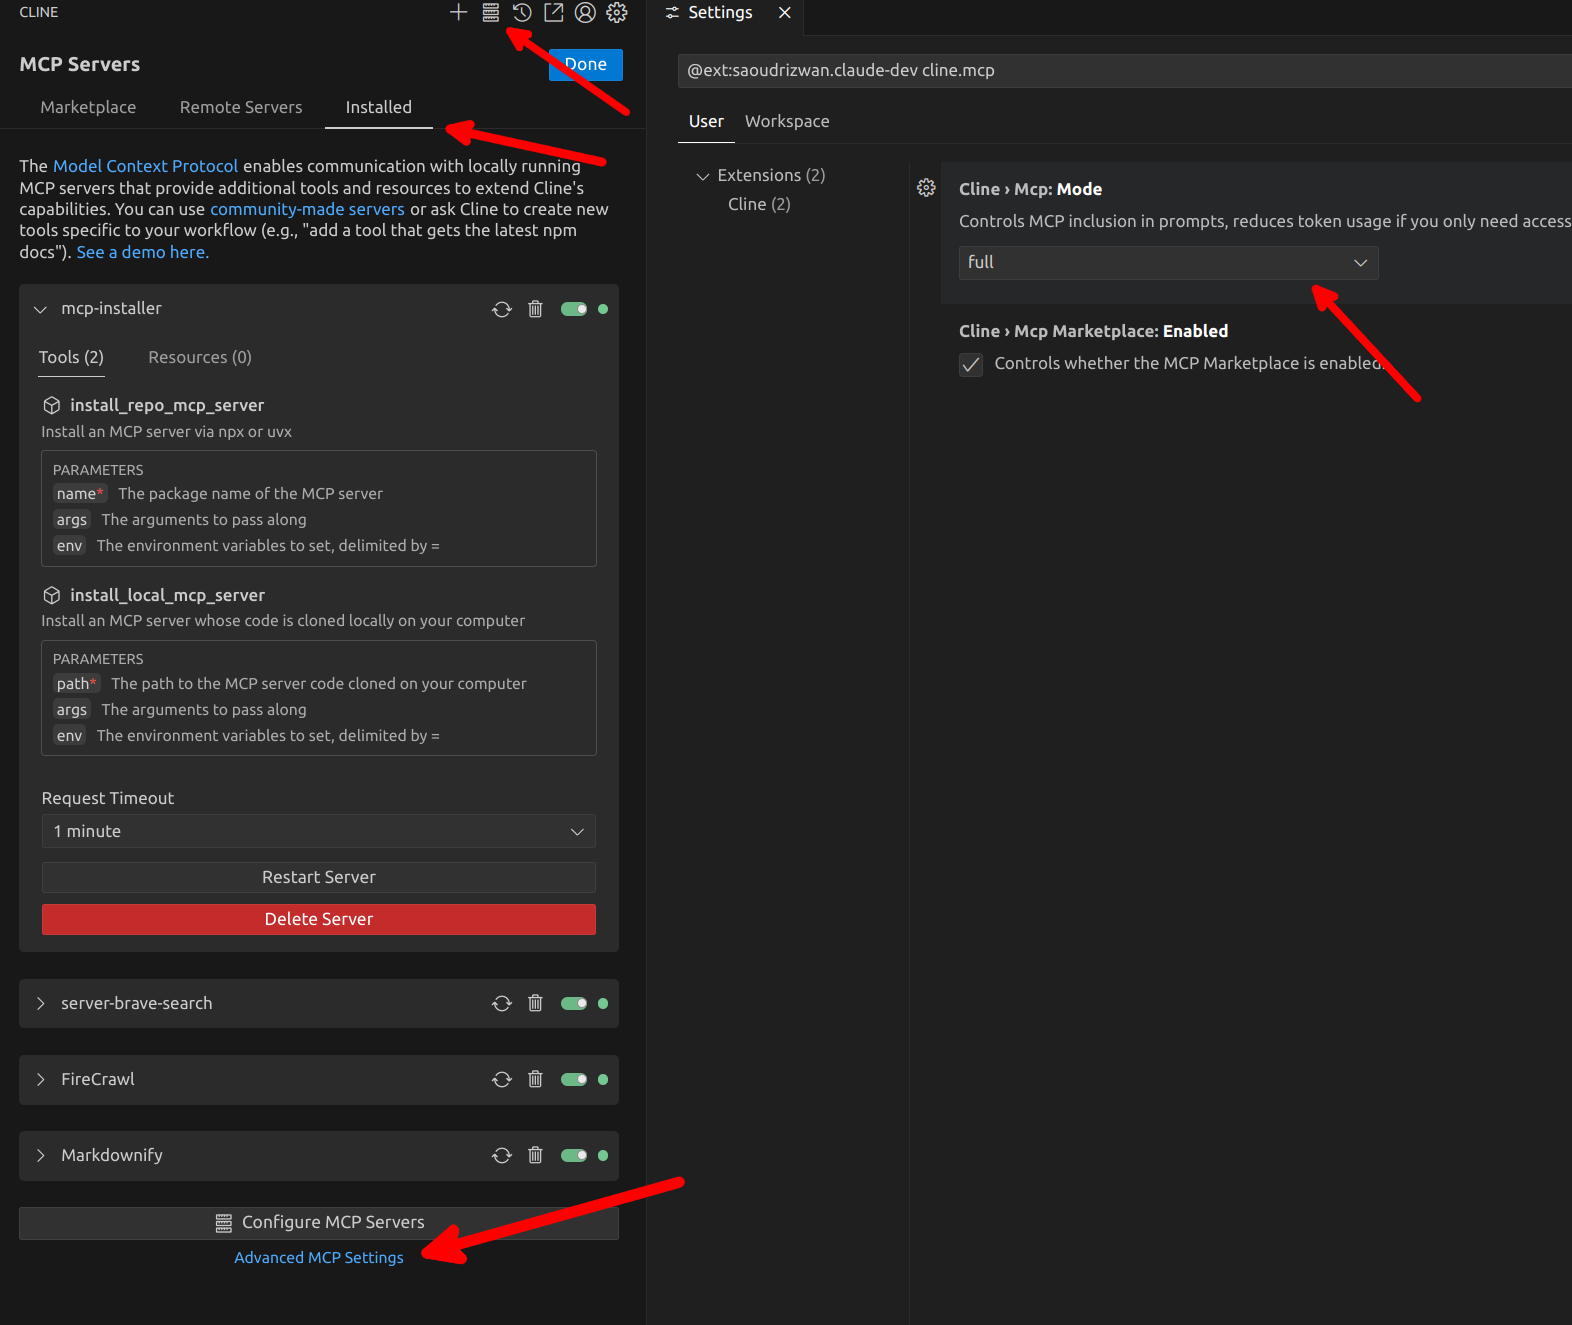 CLINE
MCP Servers
Done
Marketplace
Remote Servers
Installed
The Model Context Protocol enables communication with locally running
MCP servers that provide additional tools and resources to extend Cline's
capabilities. You can use community-made servers or ask Cline to create new
tools specific to your workflow (e.g., "add a tool that gets the latest npm
docs"). See a demo here.
mcp-installer
Tools (2)
Resources (0)
install_repo_mcp_server
Install an MCP server via npx or uvx
PARAMETERS
name* The package name of the MCP server
args The arguments to pass along
env The environment variables to set, delimited by =
install_local_mcp_server
Install an MCP server whose code is cloned locally on your computer
PARAMETERS
path* The path to the MCP server code cloned on your computer
args The arguments to pass along
env The environment variables to set, delimited by =
Request Timeout
1 minute
Restart Server
Delete Server
server-brave-search
FireCrawl
Markdownify
Configure MCP Servers
Advanced MCP Settings
Settings
@ext:saoudrizwan.claude-dev cline.mcp
User
Workspace
Extensions (2)
Cline (2)
Cline › Mcp: Mode
Controls MCP inclusion in prompts, reduces token usage if you only need access
full
Cline › Mcp Marketplace: Enabled
Controls whether the MCP Marketplace is enabled.